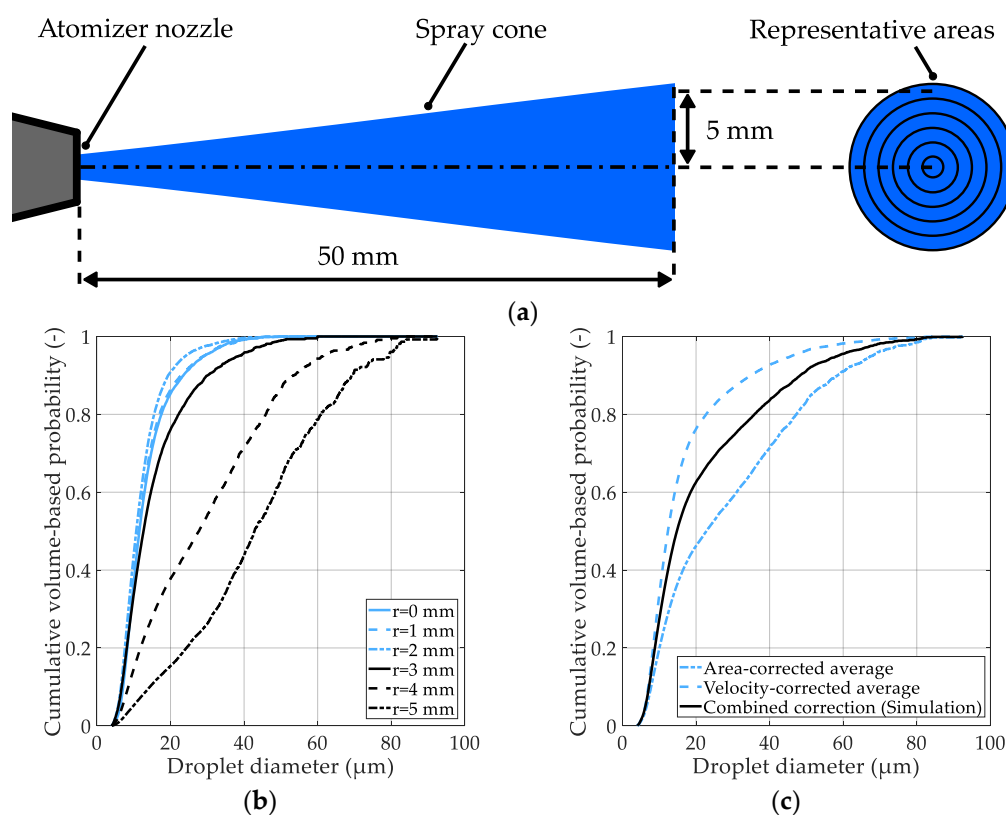 Atomizer nozzle
Spray cone
Representative areas
5 mm
50 mm
(a)
Cumulative volume-based probability (-)
1
0.8
0.6
0.4
0.2
0
0 20 40 60 80 100
Droplet diameter (µm)
r=0 mm
r=1 mm
r=2 mm
r=3 mm
r=4 mm
r=5 mm
(b)
Cumulative volume-based probability (-)
1
0.8
0.6
0.4
0.2
0
0 20 40 60 80 100
Droplet diameter (µm)
Area-corrected average
Velocity-corrected average
Combined correction (Simulation)
(c)